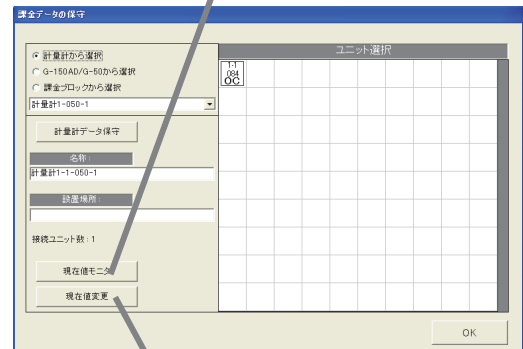 課金データの保守
計量計から選択
G-150AD/G-50から選択
課金ブロックから選択
計量計1-050-1
計量計データ保守
名称:
計量計1-1-050-1
設置場所:
接続ユニット数:1
現在値モニタ
現在値変更
ユニット選択
1-1
084
OC
OK